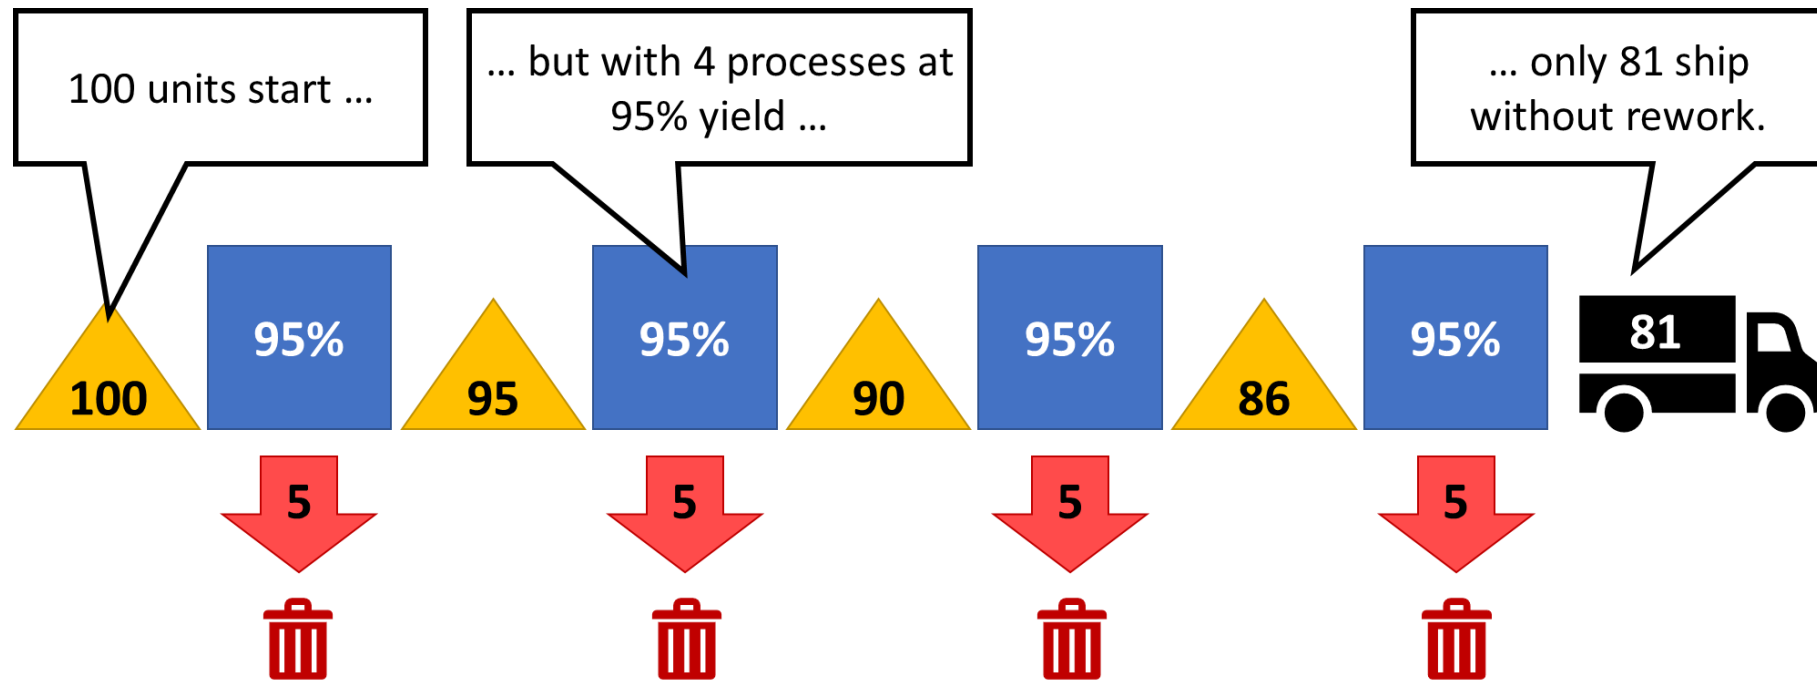 100 units start ...
... but with 4 processes at
95% yield ...
... only 81 ship
without rework.
100
95%
95
95%
90
95%
86
95%
81
5
5
5
5